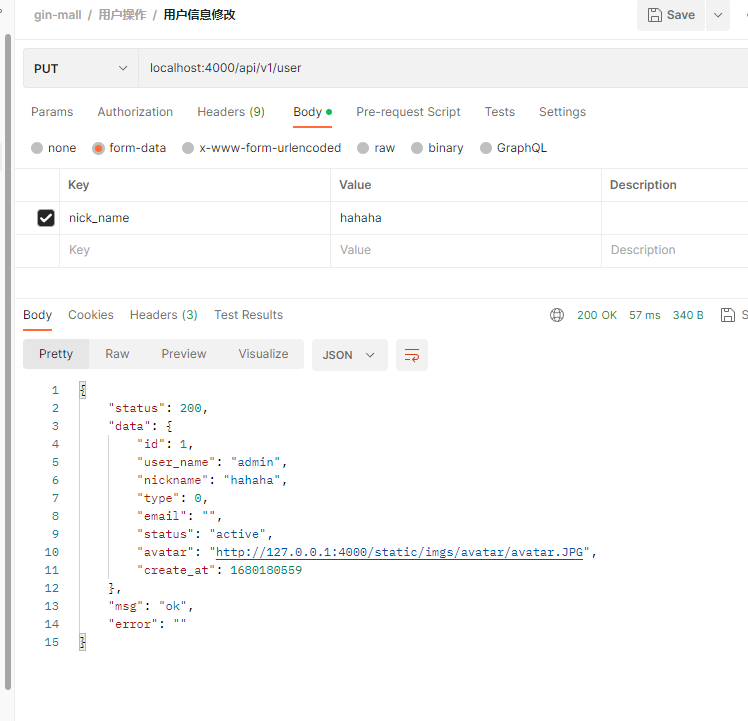 gin-mall / 用户操作 / 用户信息修改
Save
PUT
localhost:4000/api/v1/user
Params Authorization Headers (9) Body Pre-request Script Tests Settings
none form-data x-www-form-urlencoded raw binary GraphQL
Key Value Description
nick_name hahaha
Key Value Description
Body Cookies Headers (3) Test Results 200 OK 57 ms 340 B S
Pretty Raw Preview Visualize JSON
1 {
2 "status": 200,
3 "data": {
4 "id": 1,
5 "user_name": "admin",
6 "nickname": "hahaha",
7 "type": 0,
8 "email": "",
9 "status": "active",
10 "avatar": "http://127.0.0.1:4000/static/imgs/avatar/avatar.JPG",
11 "create_at": 1680180559
12 },
13 "msg": "ok",
14 "error": ""
15 }